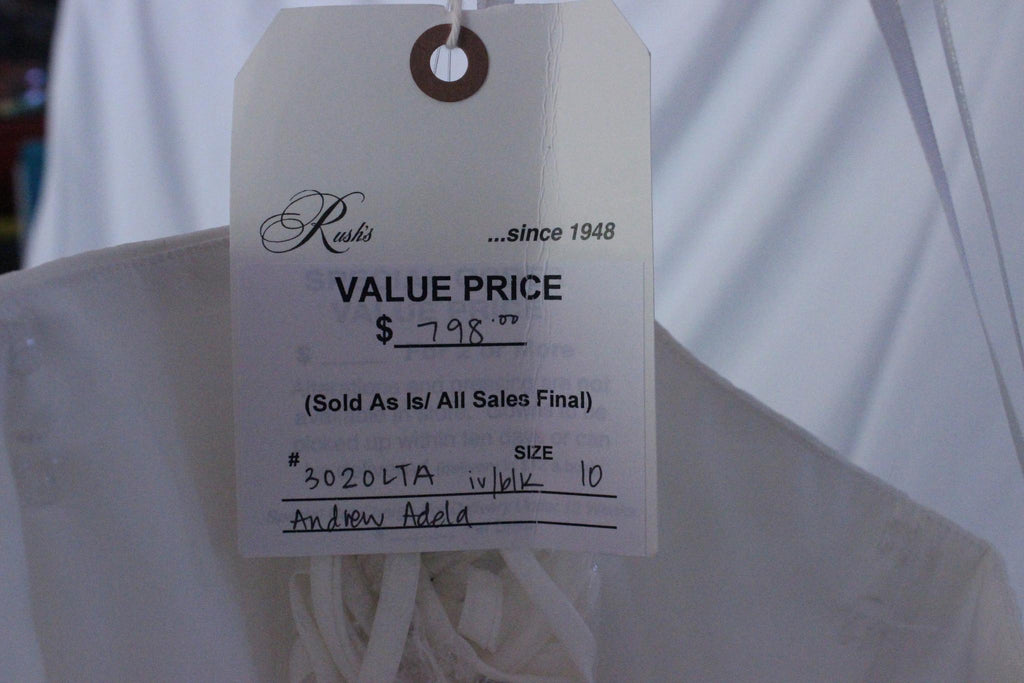 Rush's ...since 1948
VALUE PRICE
$ 798.00
(Sold As Is/ All Sales Final)
# SIZE
3020LTA iv/blk 10
Andrew Adela